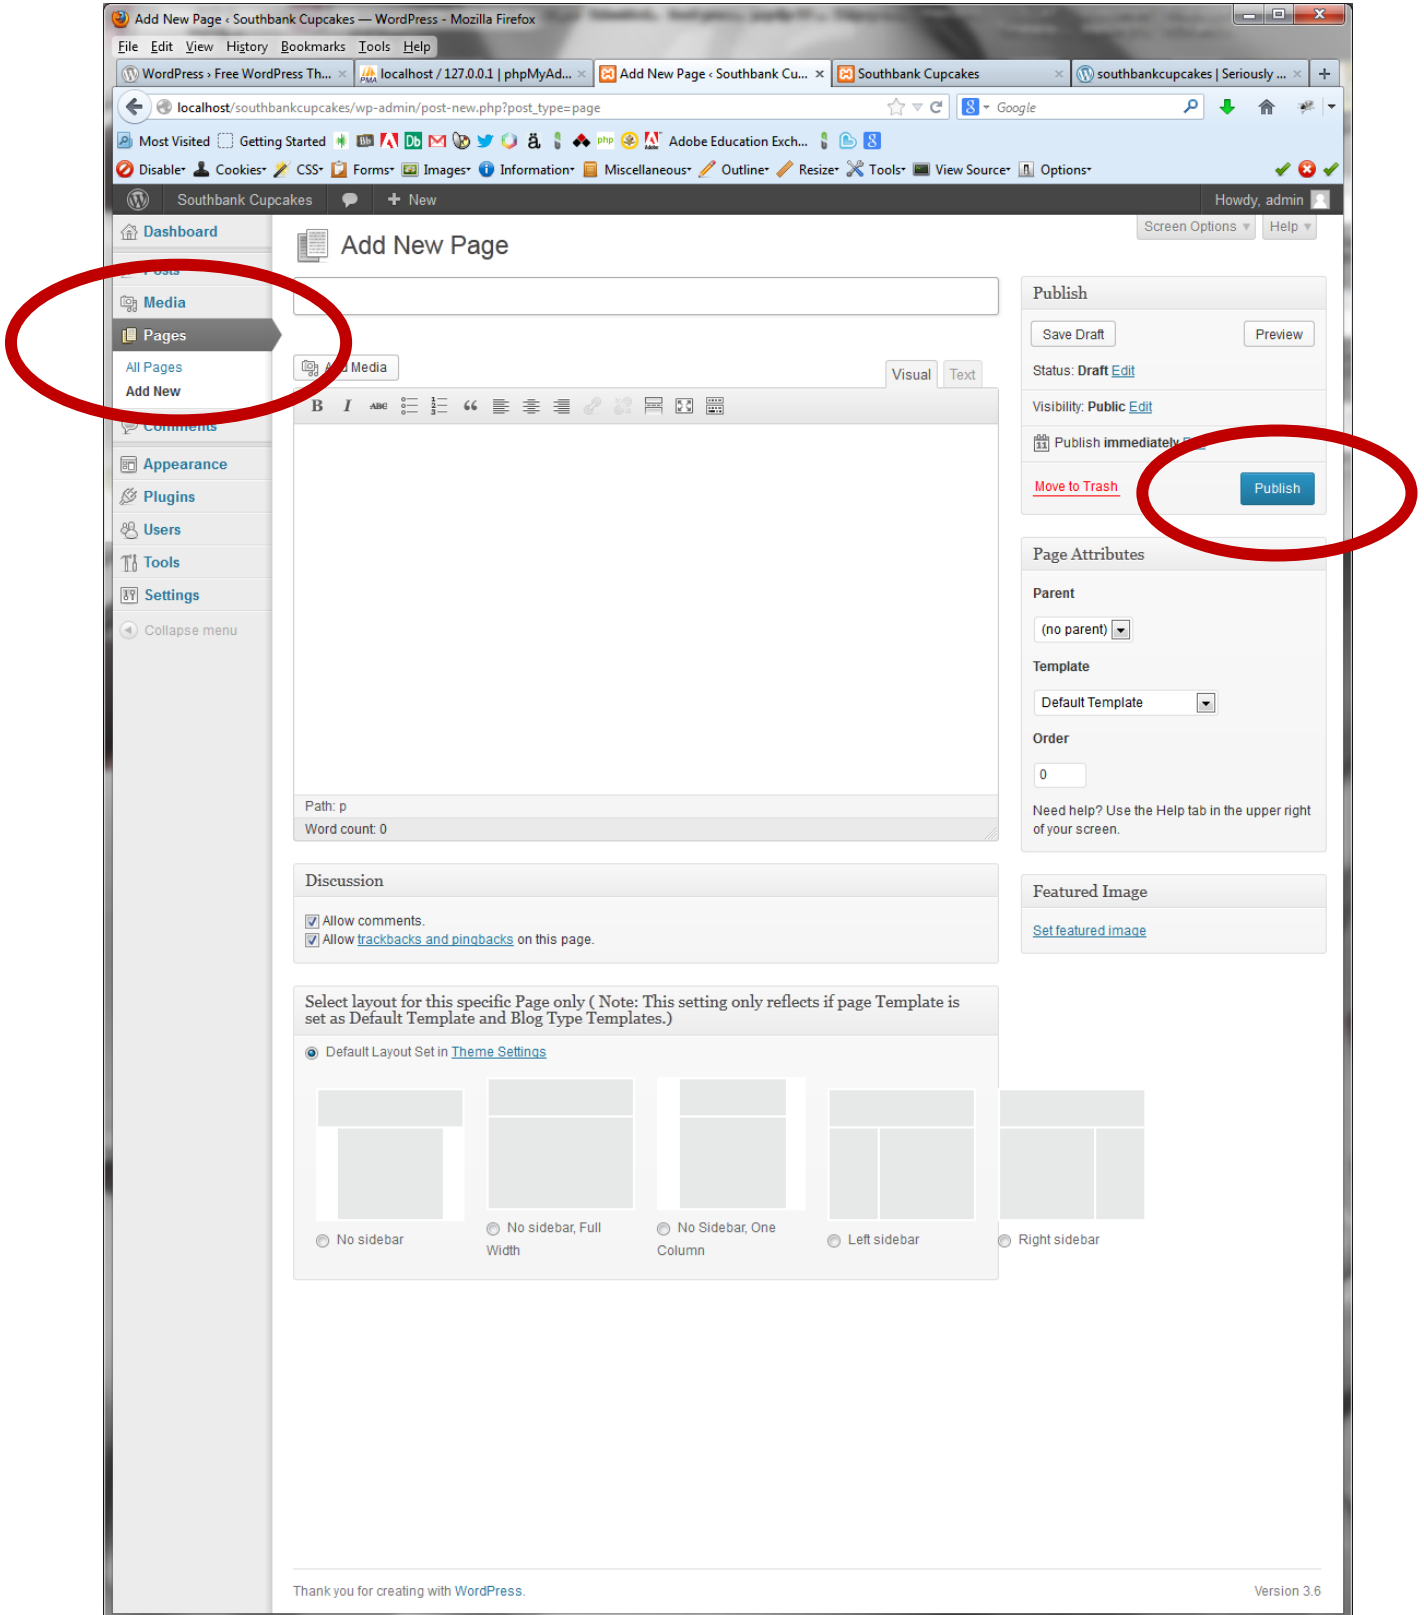 Add New Page ‹ Southbank Cupcakes — WordPress - Mozilla Firefox
File Edit View History Bookmarks Tools Help
WordPress › Free WordPress Th... localhost / 127.0.0.1 | phpMyAd... Add New Page ‹ Southbank Cu... Southbank Cupcakes southbankcupcakes | Seriously ...
localhost/southbankcupcakes/wp-admin/post-new.php?post_type=page Google
Most Visited Getting Started Adobe Education Exch...
Disable Cookies CSS Forms Images Information Miscellaneous Outline Resize Tools View Source Options
Southbank Cupcakes + New Howdy, admin
Screen Options Help
Dashboard
Posts
Media
Pages
All Pages
Add New
Comments
Appearance
Plugins
Users
Tools
Settings
Collapse menu
Add New Page
Add Media
Visual Text
B I ABC
Path: p
Word count: 0
Publish
Save Draft Preview
Status: Draft Edit
Visibility: Public Edit
Publish immediately
Move to Trash Publish
Page Attributes
Parent
(no parent)
Template
Default Template
Order
0
Need help? Use the Help tab in the upper right
of your screen.
Featured Image
Set featured image
Discussion
Allow comments.
Allow trackbacks and pingbacks on this page.
Select layout for this specific Page only ( Note: This setting only reflects if page Template is
set as Default Template and Blog Type Templates.)
Default Layout Set in Theme Settings
No sidebar
No sidebar, Full
Width
No Sidebar, One
Column
Left sidebar
Right sidebar
Thank you for creating with WordPress.
Version 3.6